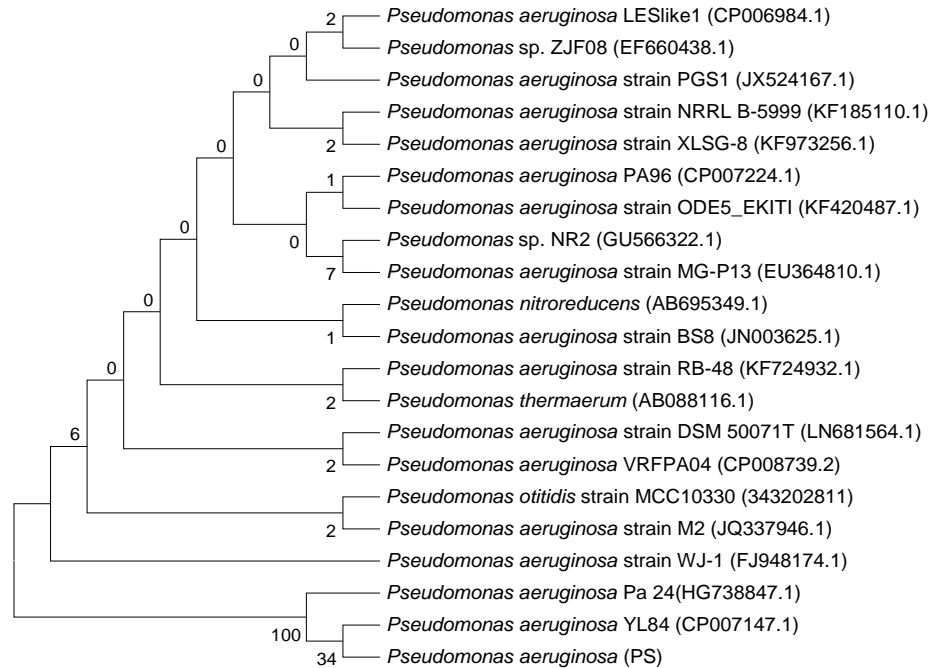 2
Pseudomonas aeruginosa LESlike1 (CP006984.1)
0
Pseudomonas sp. ZJF08 (EF660438.1)
0
Pseudomonas aeruginosa strain PGS1 (JX524167.1)
Pseudomonas aeruginosa strain NRRL B-5999 (KF185110.1)
0
2
Pseudomonas aeruginosa strain XLSG-8 (KF973256.1)
1
Pseudomonas aeruginosa PA96 (CP007224.1)
Pseudomonas aeruginosa strain ODE5_EKITI (KF420487.1)
0
0
Pseudomonas sp. NR2 (GU566322.1)
7
Pseudomonas aeruginosa strain MG-P13 (EU364810.1)
0
Pseudomonas nitroreducens (AB695349.1)
1
Pseudomonas aeruginosa strain BS8 (JN003625.1)
0
Pseudomonas aeruginosa strain RB-48 (KF724932.1)
2
Pseudomonas thermaerum (AB088116.1)
6
Pseudomonas aeruginosa strain DSM 50071T (LN681564.1)
2
Pseudomonas aeruginosa VRFPA04 (CP008739.2)
Pseudomonas otitidis strain MCC10330 (343202811)
2
Pseudomonas aeruginosa strain M2 (JQ337946.1)
Pseudomonas aeruginosa strain WJ-1 (FJ948174.1)
Pseudomonas aeruginosa Pa 24(HG738847.1)
100
Pseudomonas aeruginosa YL84 (CP007147.1)
34
Pseudomonas aeruginosa (PS)